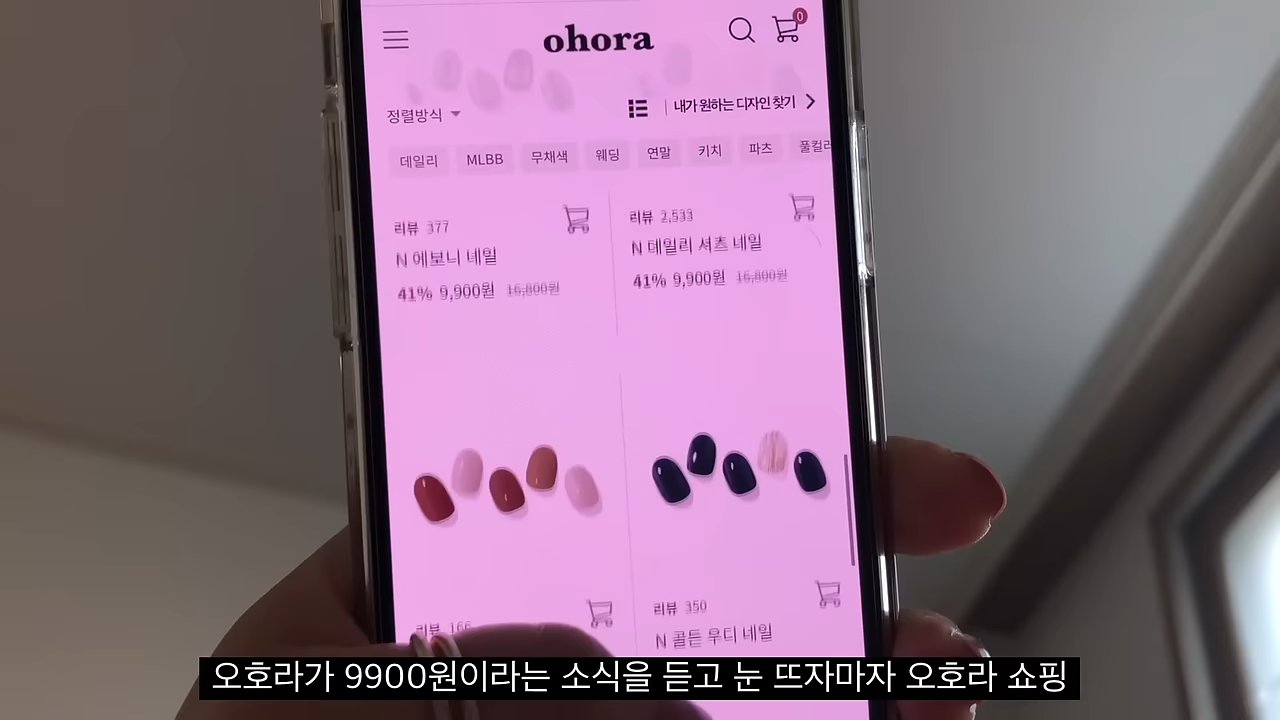 ohora
0
정렬방식
내가 원하는 디자인 찾기
데일리 MLBB 무채색 웨딩 연말 키치 파츠 풀컬러
리뷰 377
N 에보니 네일
41% 9,900원 16,800원
리뷰 2,533
N 데일리 셔츠 네일
41% 9,900원 16,800원
리뷰 166
리뷰 350
N 골든 우티 네일
오호라가 9900원이라는 소식을 듣고 눈 뜨자마자 오호라 쇼핑